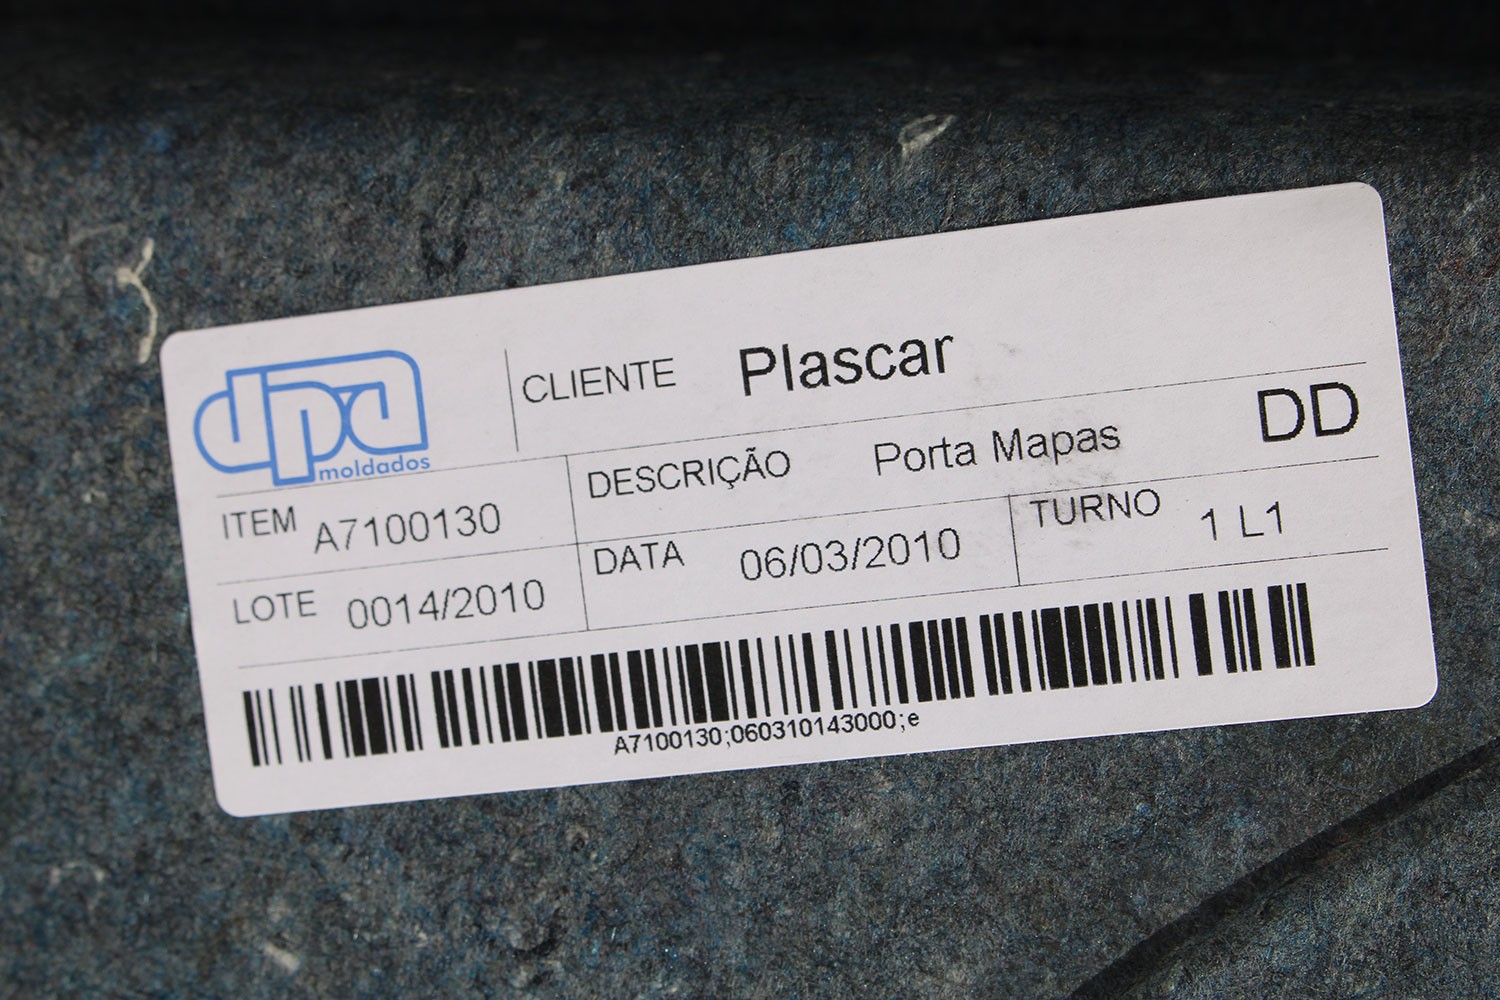 dpa
moldados
CLIENTE Plascar
DESCRIÇÃO Porta Mapas DD
ITEM A7100130
DATA 06/03/2010 TURNO 1 L1
LOTE 0014/2010
A7100130;060310143000;e